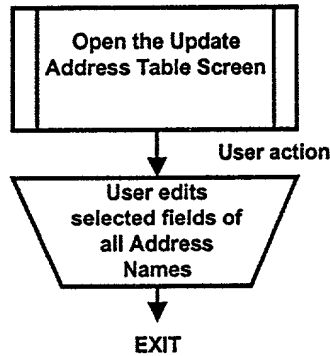 Open the Update
Address Table Screen
User action
User edits
selected fields of
all Address
Names
EXIT